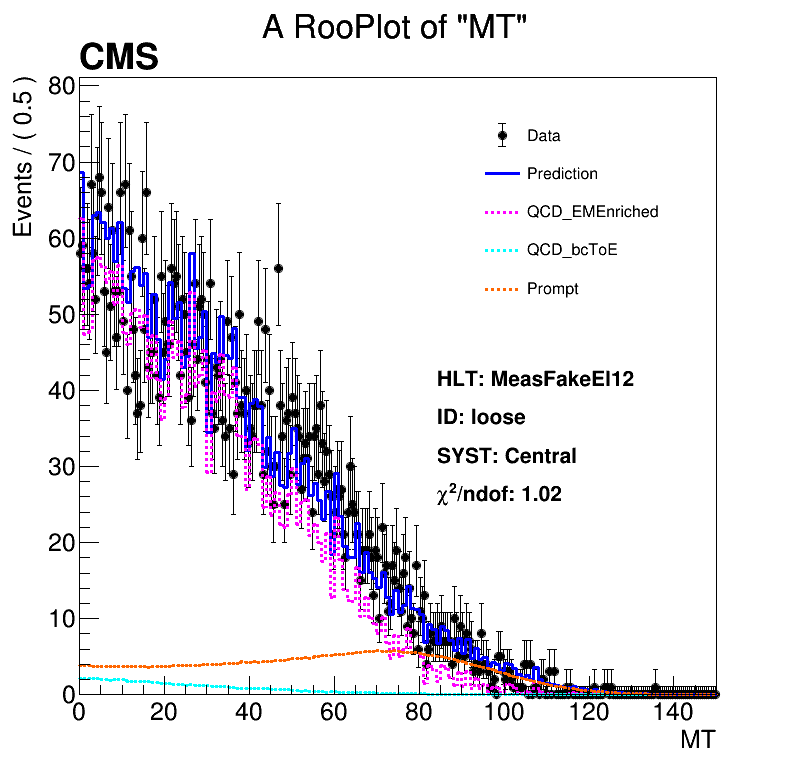 A RooPlot of "MT"
CMS
Events / ( 0.5 )
80
70
60
50
40
30
20
10
0
Data
Prediction
QCD_EMEnriched
QCD_bcToE
Prompt
HLT: MeasFakeEl12
ID: loose
SYST: Central
χ²/ndof: 1.02
0 20 40 60 80 100 120 140
MT